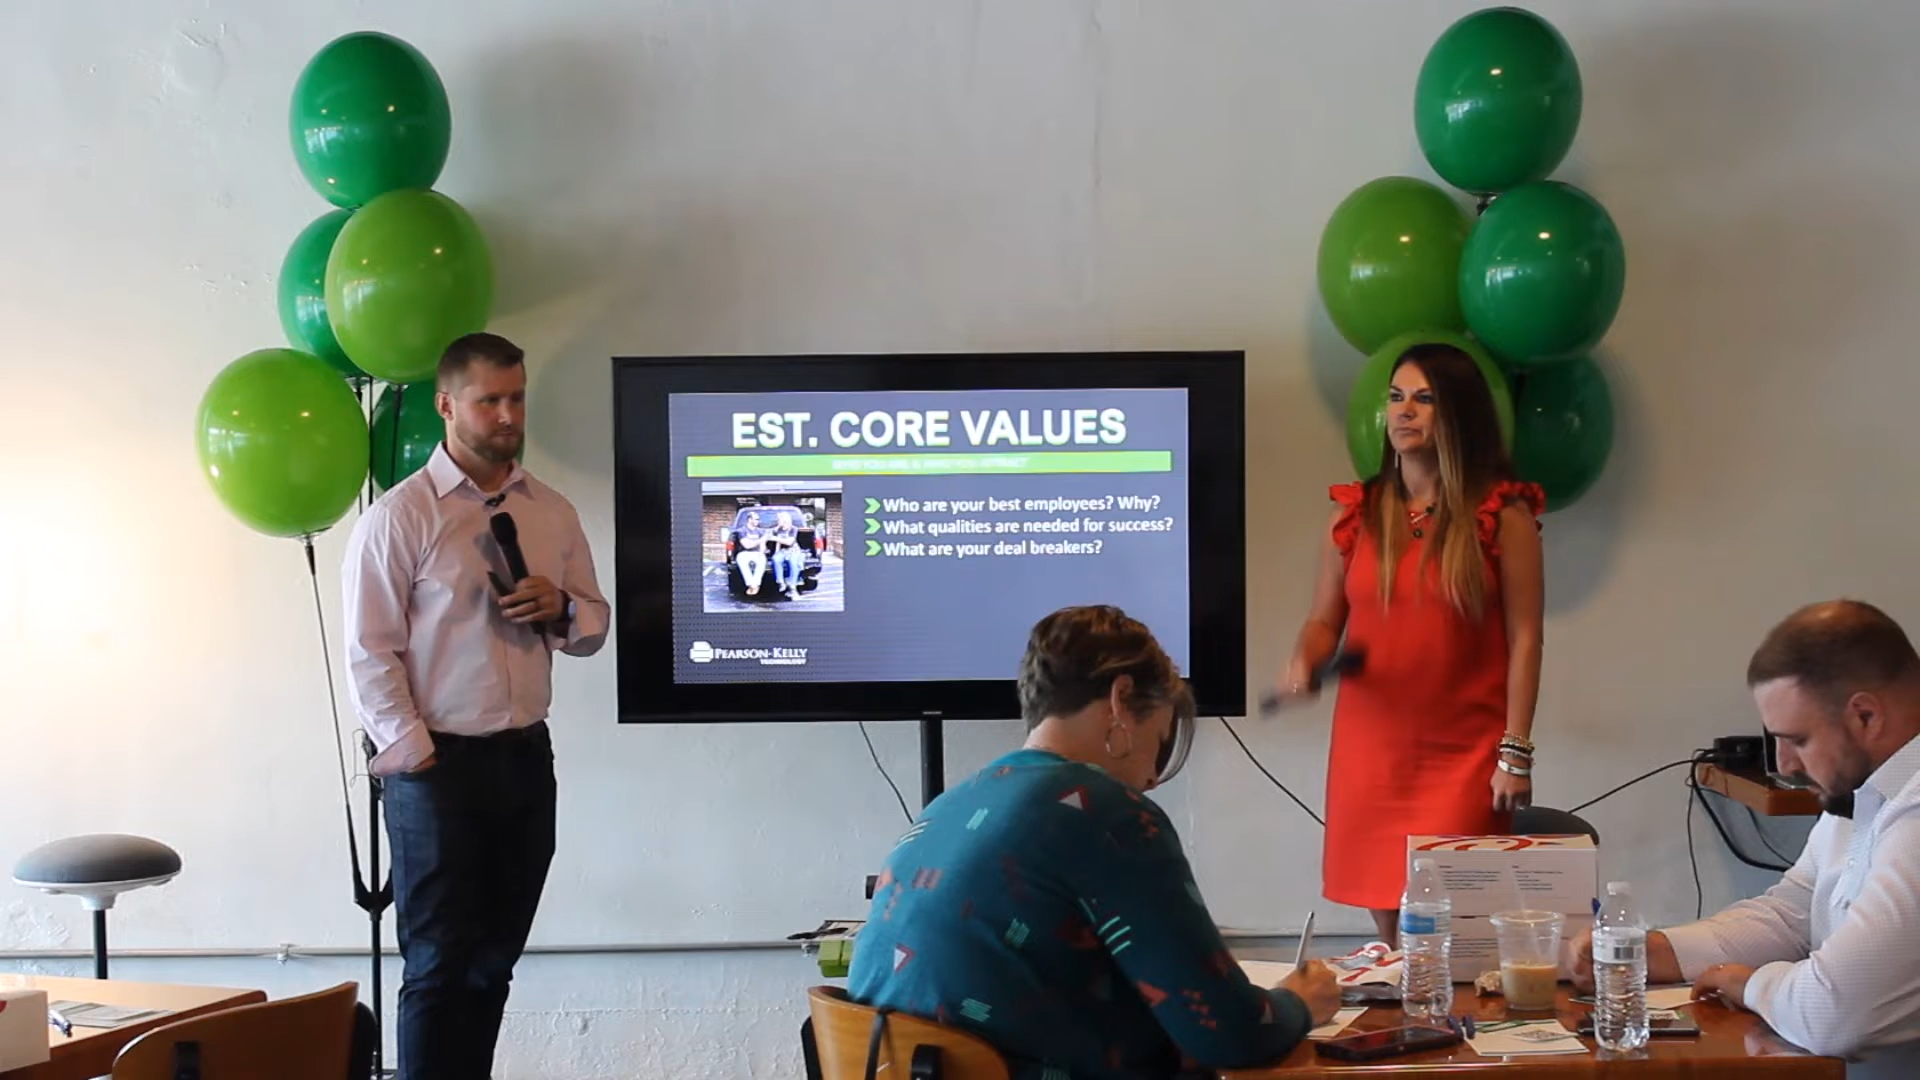 EST. CORE VALUES
Who are your best employees? Why?
What qualities are needed for success?
What are your deal breakers?
PEARSON-KELLY
TECHNOLOGY